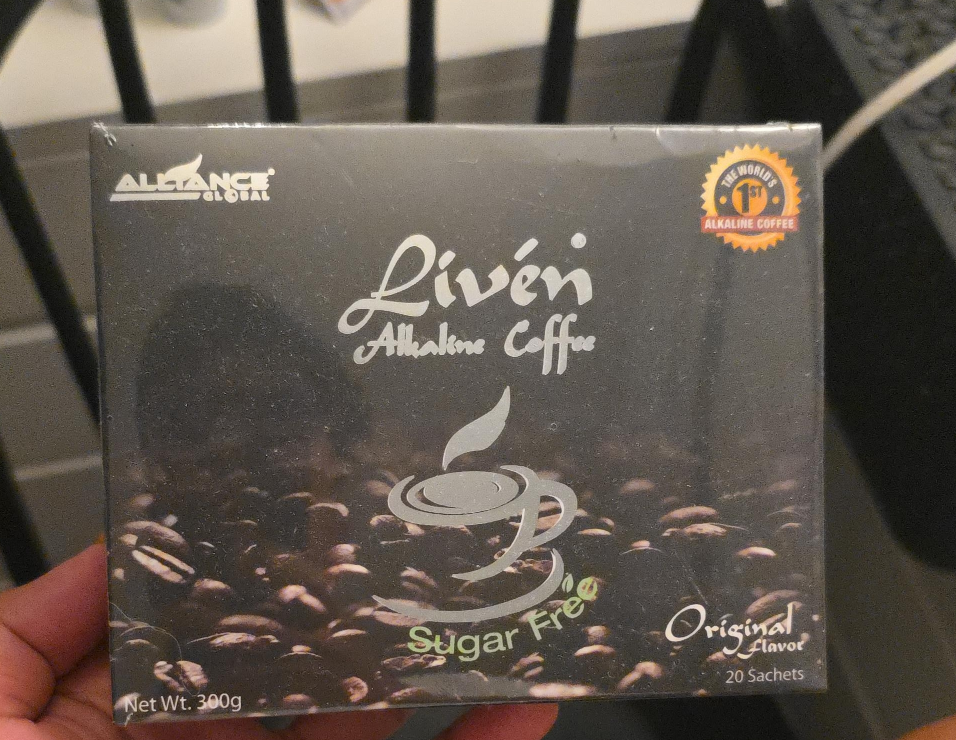 ALLIANCE
GLOBAL
THE WORLD'S
1ST
ALKALINE COFFEE
Livén
Alkaline Coffee
Sugar Free
Original
flavor
20 Sachets
Net Wt. 300g